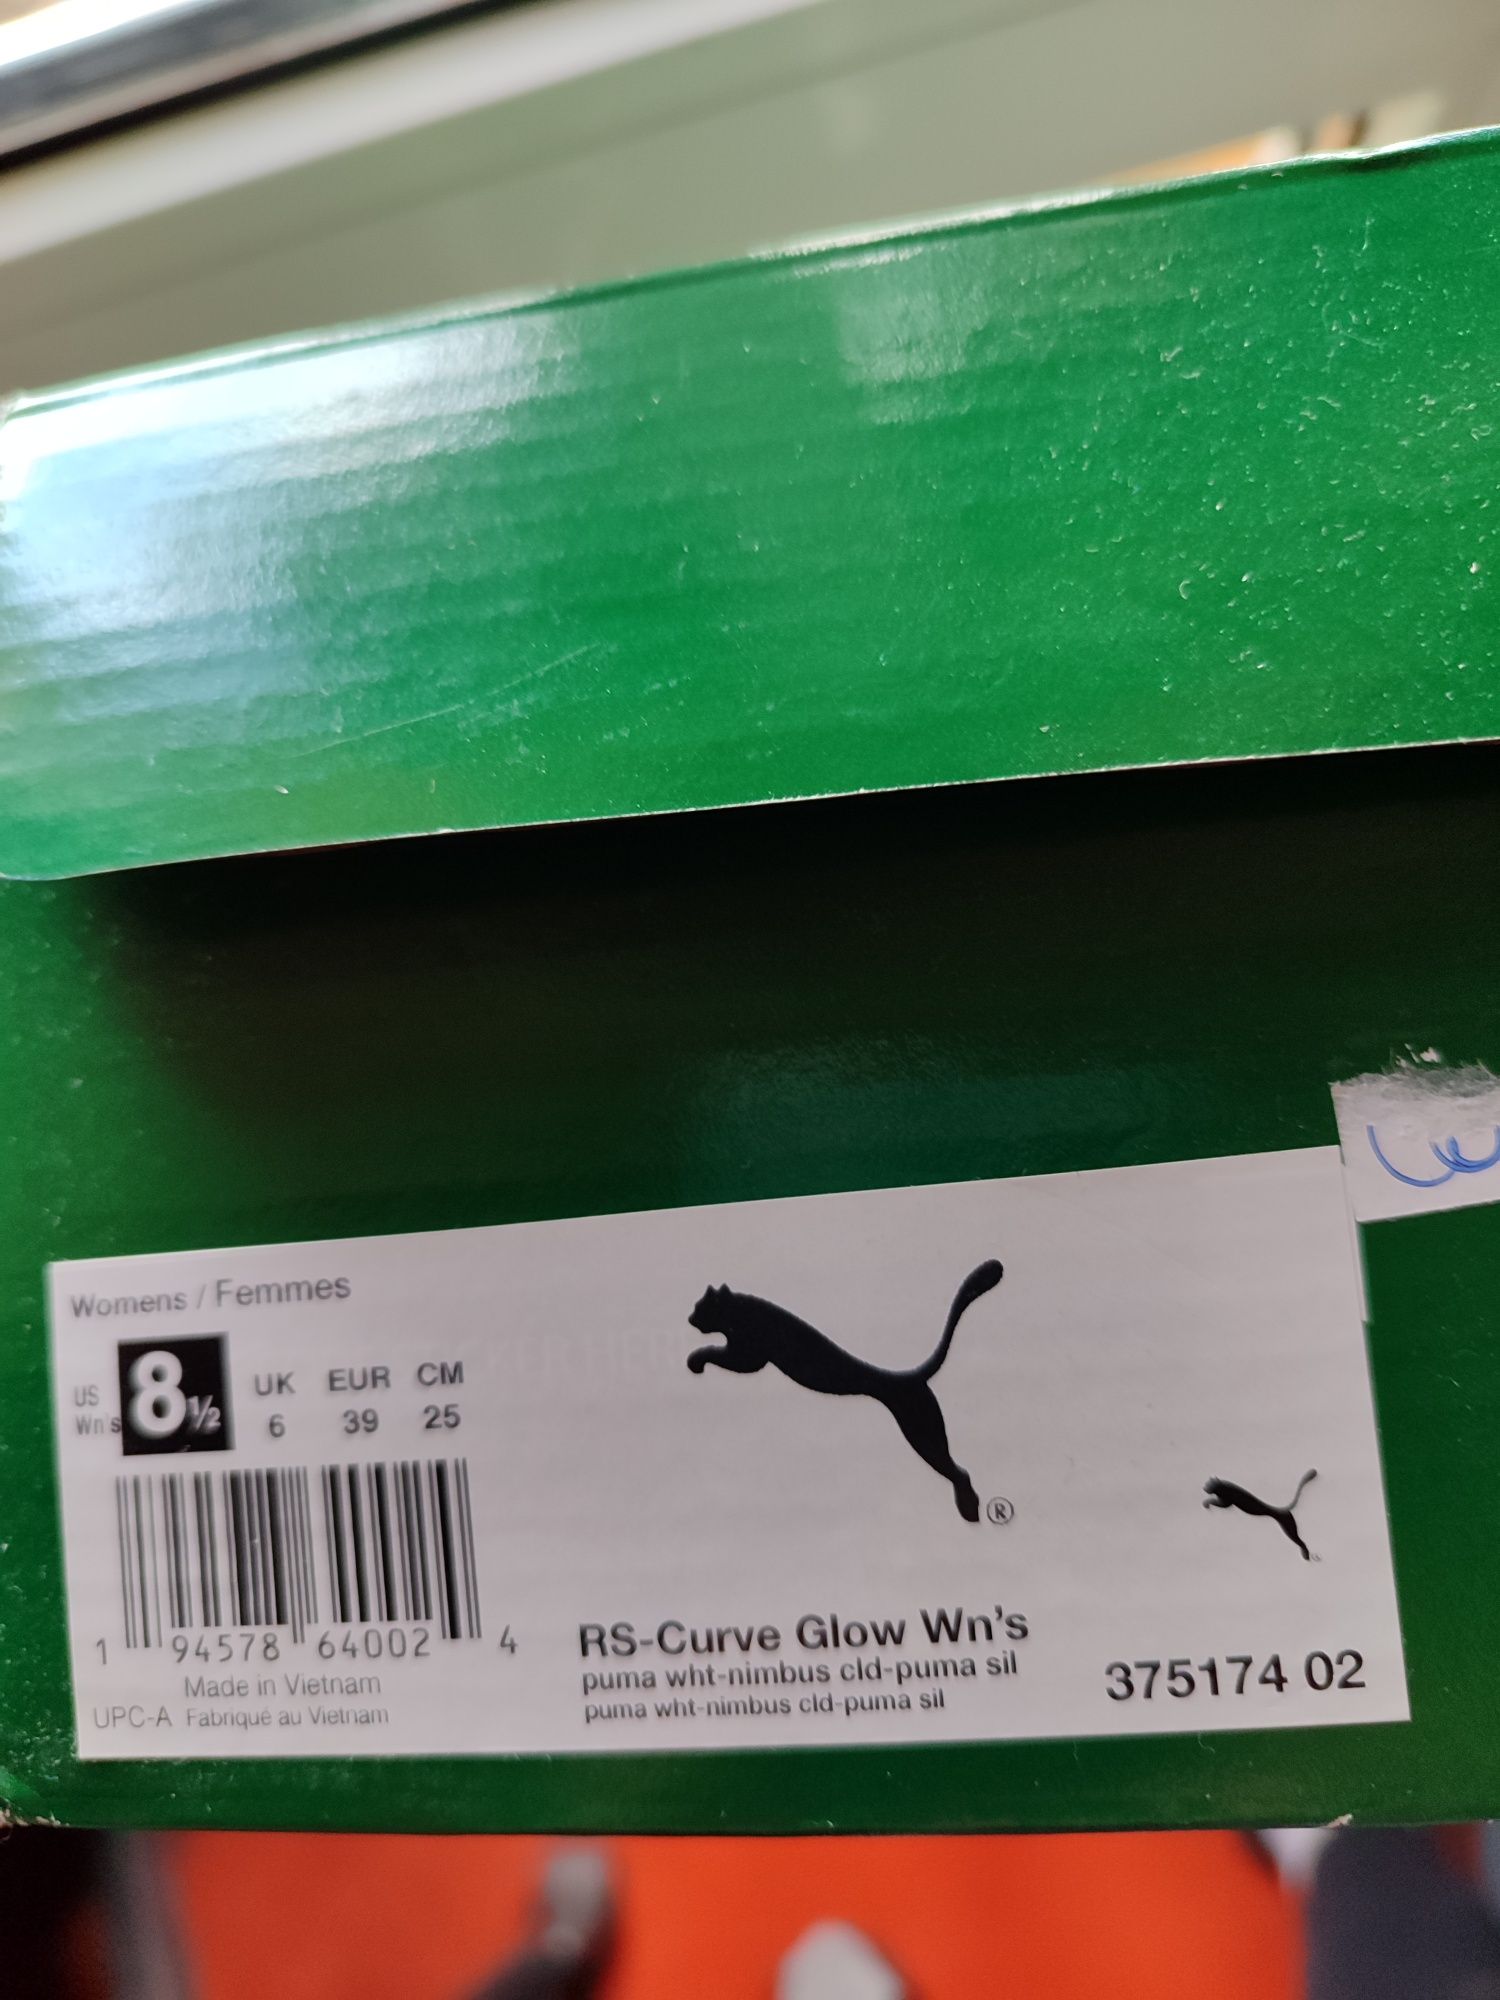 Womens / Femmes
US Wn's 8 1/2
UK EUR CM
6 39 25
1 94578 64002 4
Made in Vietnam
UPC-A Fabriqué au Vietnam
®
RS-Curve Glow Wn's
puma wht-nimbus cld-puma sil
puma wht-nimbus cld-puma sil
375174 02